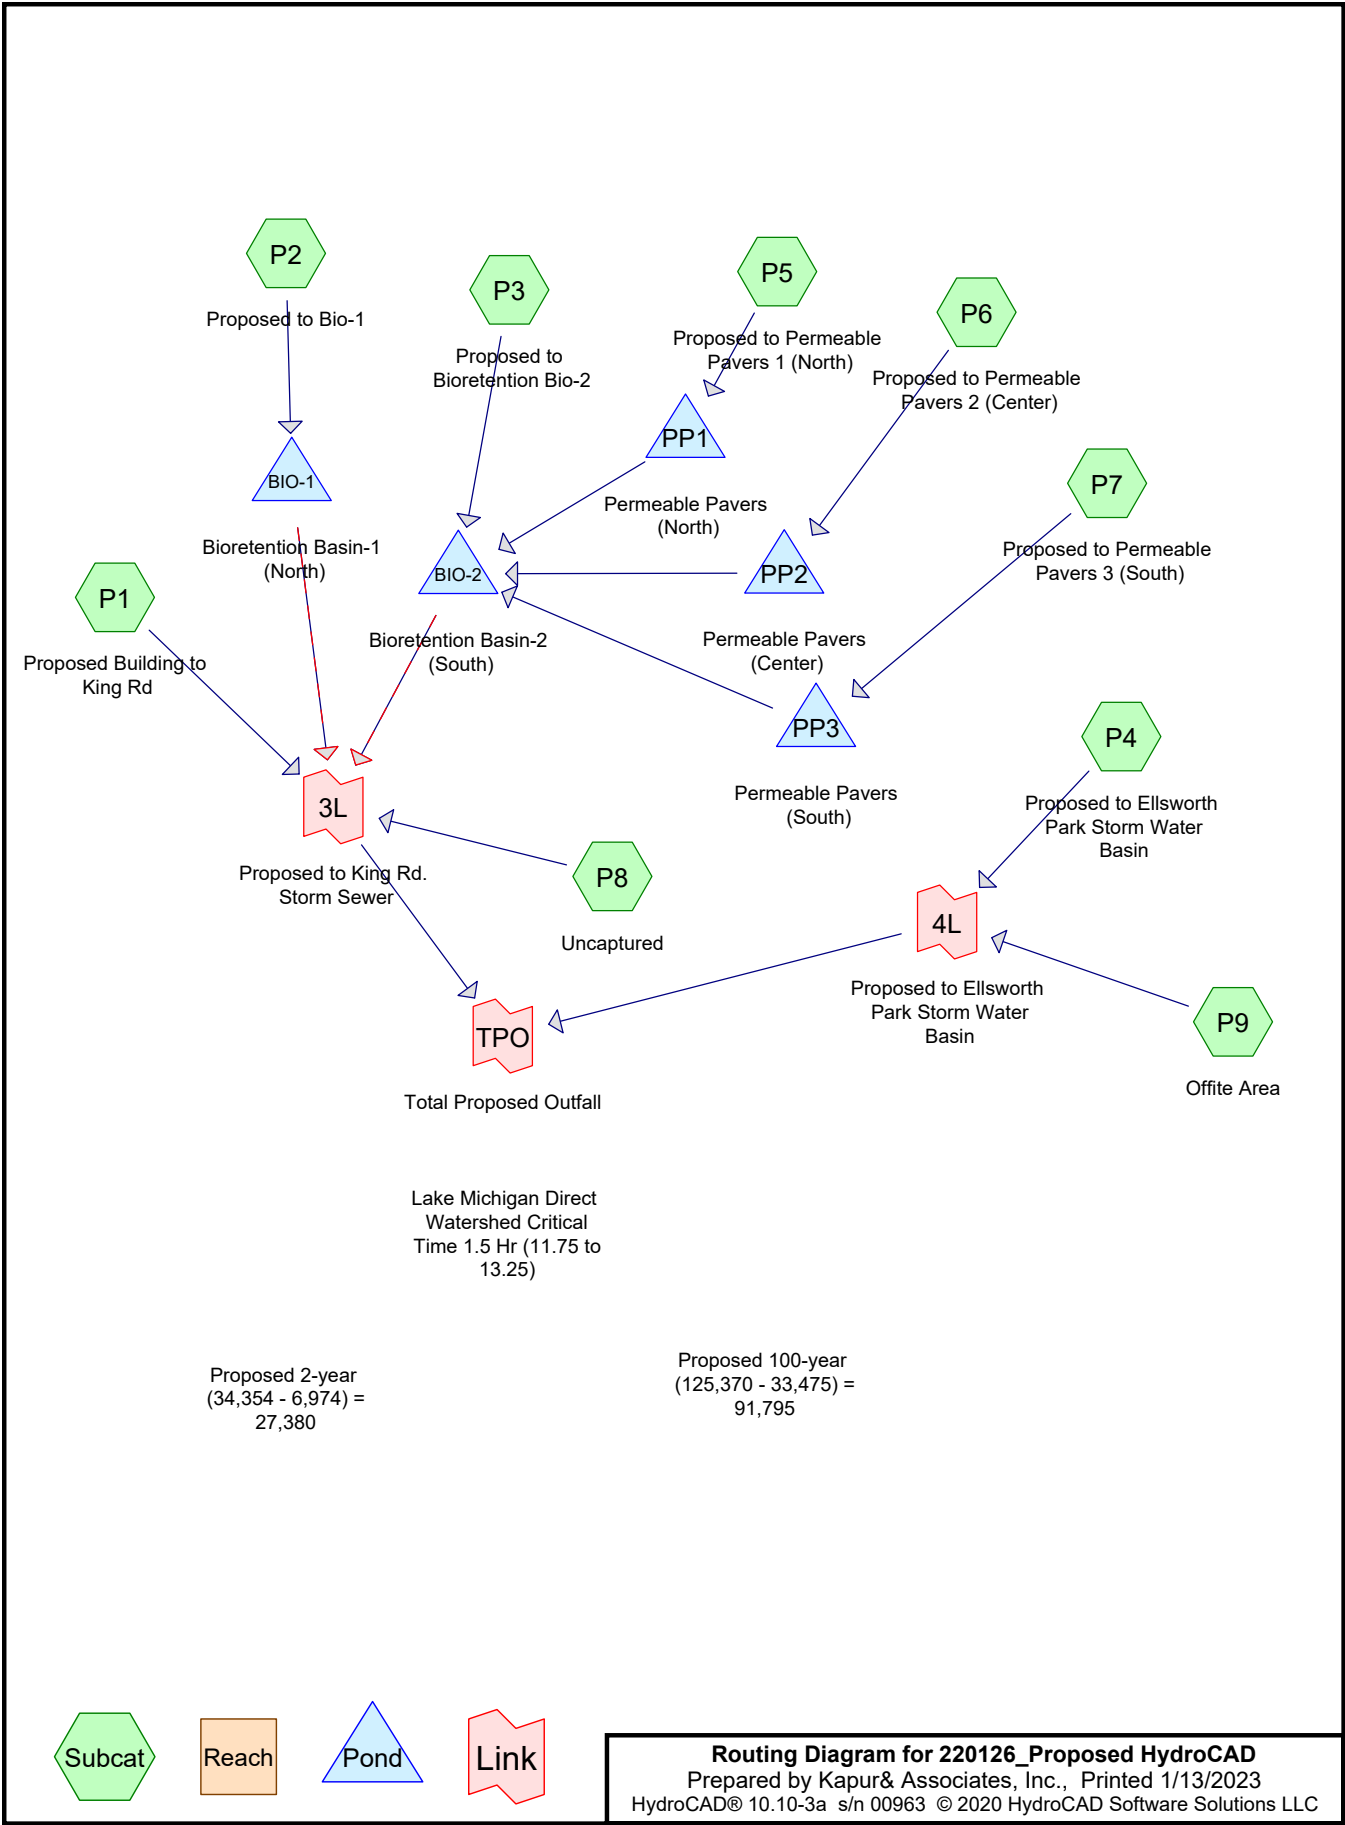 P2
Proposed to Bio-1
P3
Proposed to
Bioretention Bio-2
P5
Proposed to Permeable
Pavers 1 (North)
P6
Proposed to Permeable
Pavers 2 (Center)
BIO-1
Bioretention Basin-1
(North)
PP1
Permeable Pavers
(North)
P7
Proposed to Permeable
Pavers 3 (South)
P1
Proposed Building to
King Rd
BIO-2
Bioretention Basin-2
(South)
PP2
Permeable Pavers
(Center)
PP3
Permeable Pavers
(South)
P4
Proposed to Ellsworth
Park Storm Water
Basin
3L
Proposed to King Rd.
Storm Sewer
P8
Uncaptured
4L
Proposed to Ellsworth
Park Storm Water
Basin
P9
Offite Area
TPO
Total Proposed Outfall
Lake Michigan Direct
Watershed Critical
Time 1.5 Hr (11.75 to
13.25)
Proposed 2-year
(34,354 - 6,974) =
27,380
Proposed 100-year
(125,370 - 33,475) =
91,795
Subcat
Reach
Pond
Link
Routing Diagram for 220126_Proposed HydroCAD
Prepared by Kapur& Associates, Inc., Printed 1/13/2023
HydroCAD® 10.10-3a s/n 00963 © 2020 HydroCAD Software Solutions LLC